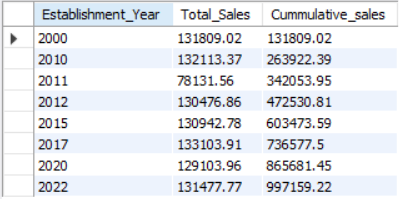 Establishment_Year Total_Sales Cummulative_sales
2000 131809.02 131809.02
2010 132113.37 263922.39
2011 78131.56 342053.95
2012 130476.86 472530.81
2015 130942.78 603473.59
2017 133103.91 736577.5
2020 129103.96 865681.45
2022 131477.77 997159.22